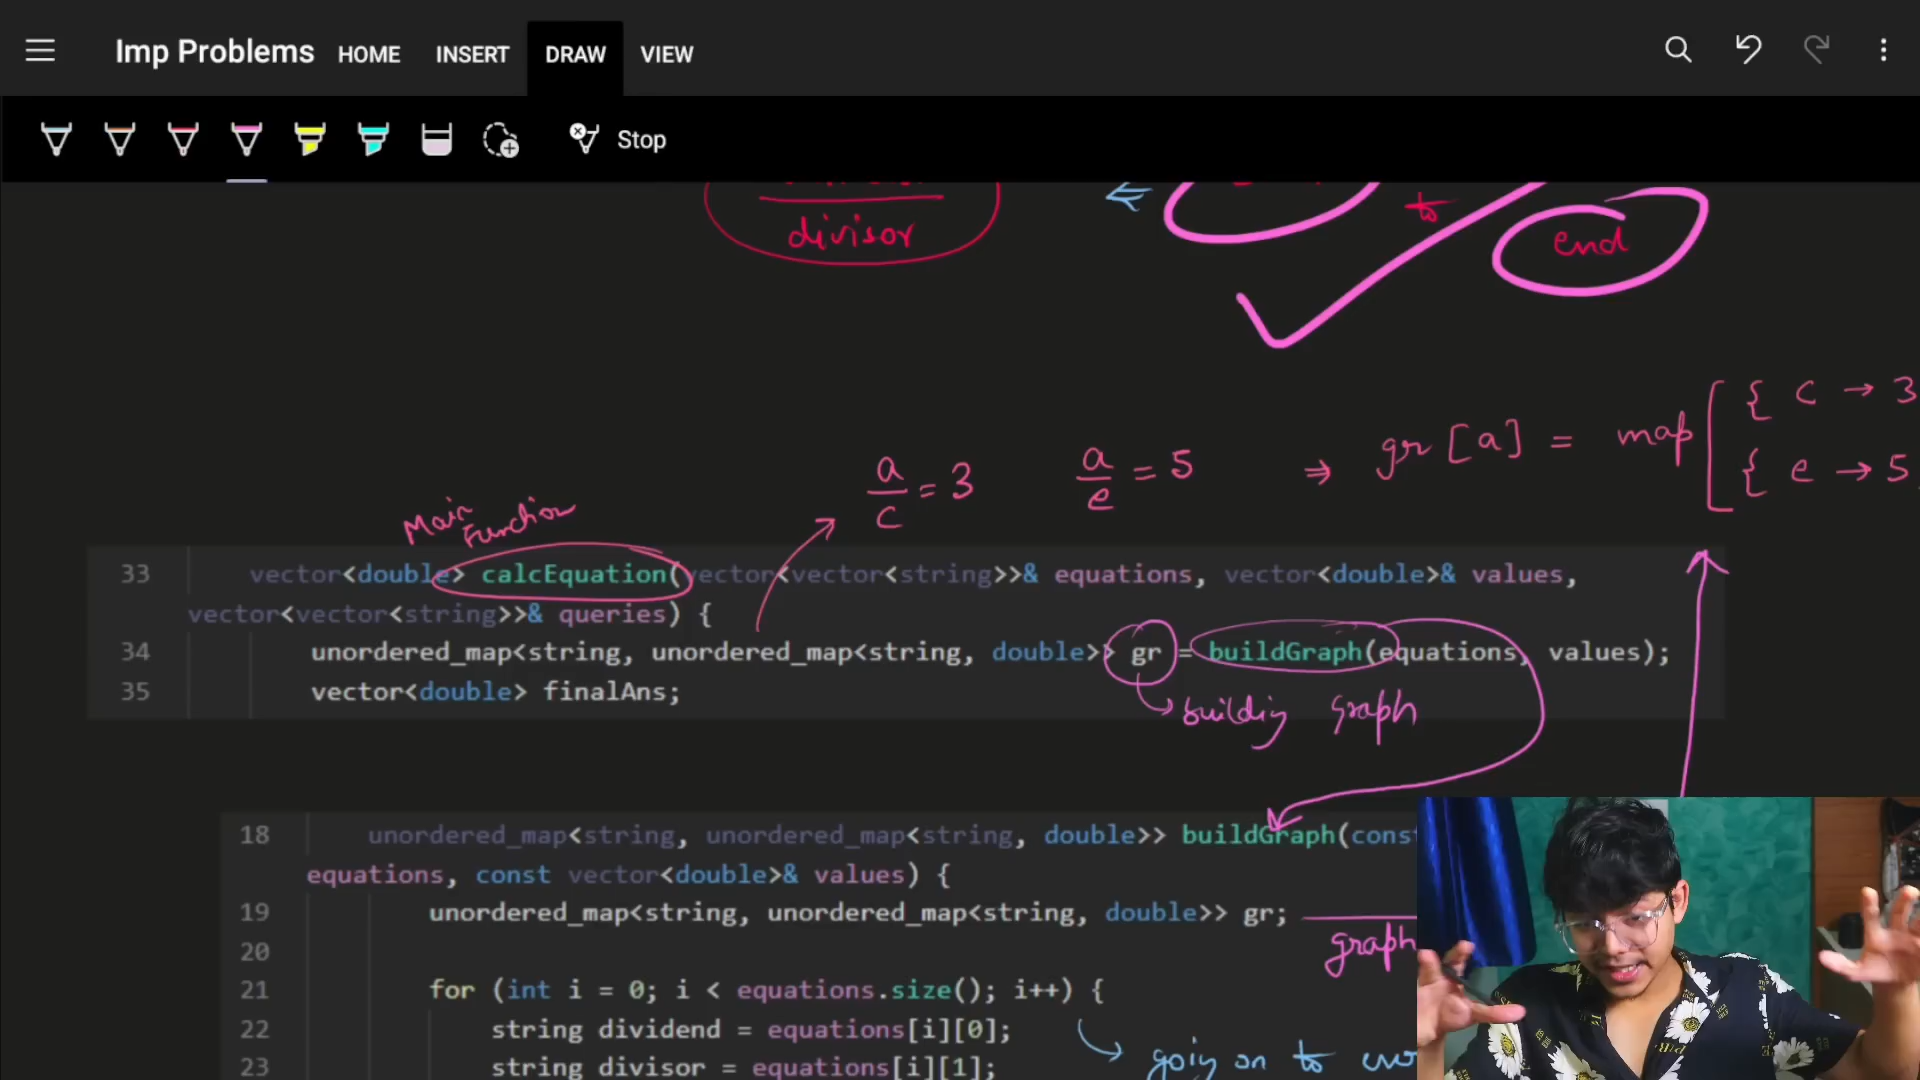 Imp Problems HOME INSERT DRAW VIEW
Stop
divisor
to
end
a/c = 3 a/e = 5 ⇒ gr[a] = map [ { c → 3
{ e → 5
Main
Function
33 vector<double> calcEquation(vector<vector<string>>& equations, vector<double>& values,
vector<vector<string>>& queries) {
34 unordered_map<string, unordered_map<string, double>> gr = buildGraph(equations, values);
35 vector<double> finalAns;
building graph
18 unordered_map<string, unordered_map<string, double>> buildGraph(cons
equations, const vector<double>& values) {
19 unordered_map<string, unordered_map<string, double>> gr;
graph
20
21 for (int i = 0; i < equations.size(); i++) {
22 string dividend = equations[i][0];
23 string divisor = equations[i][1];
going on to